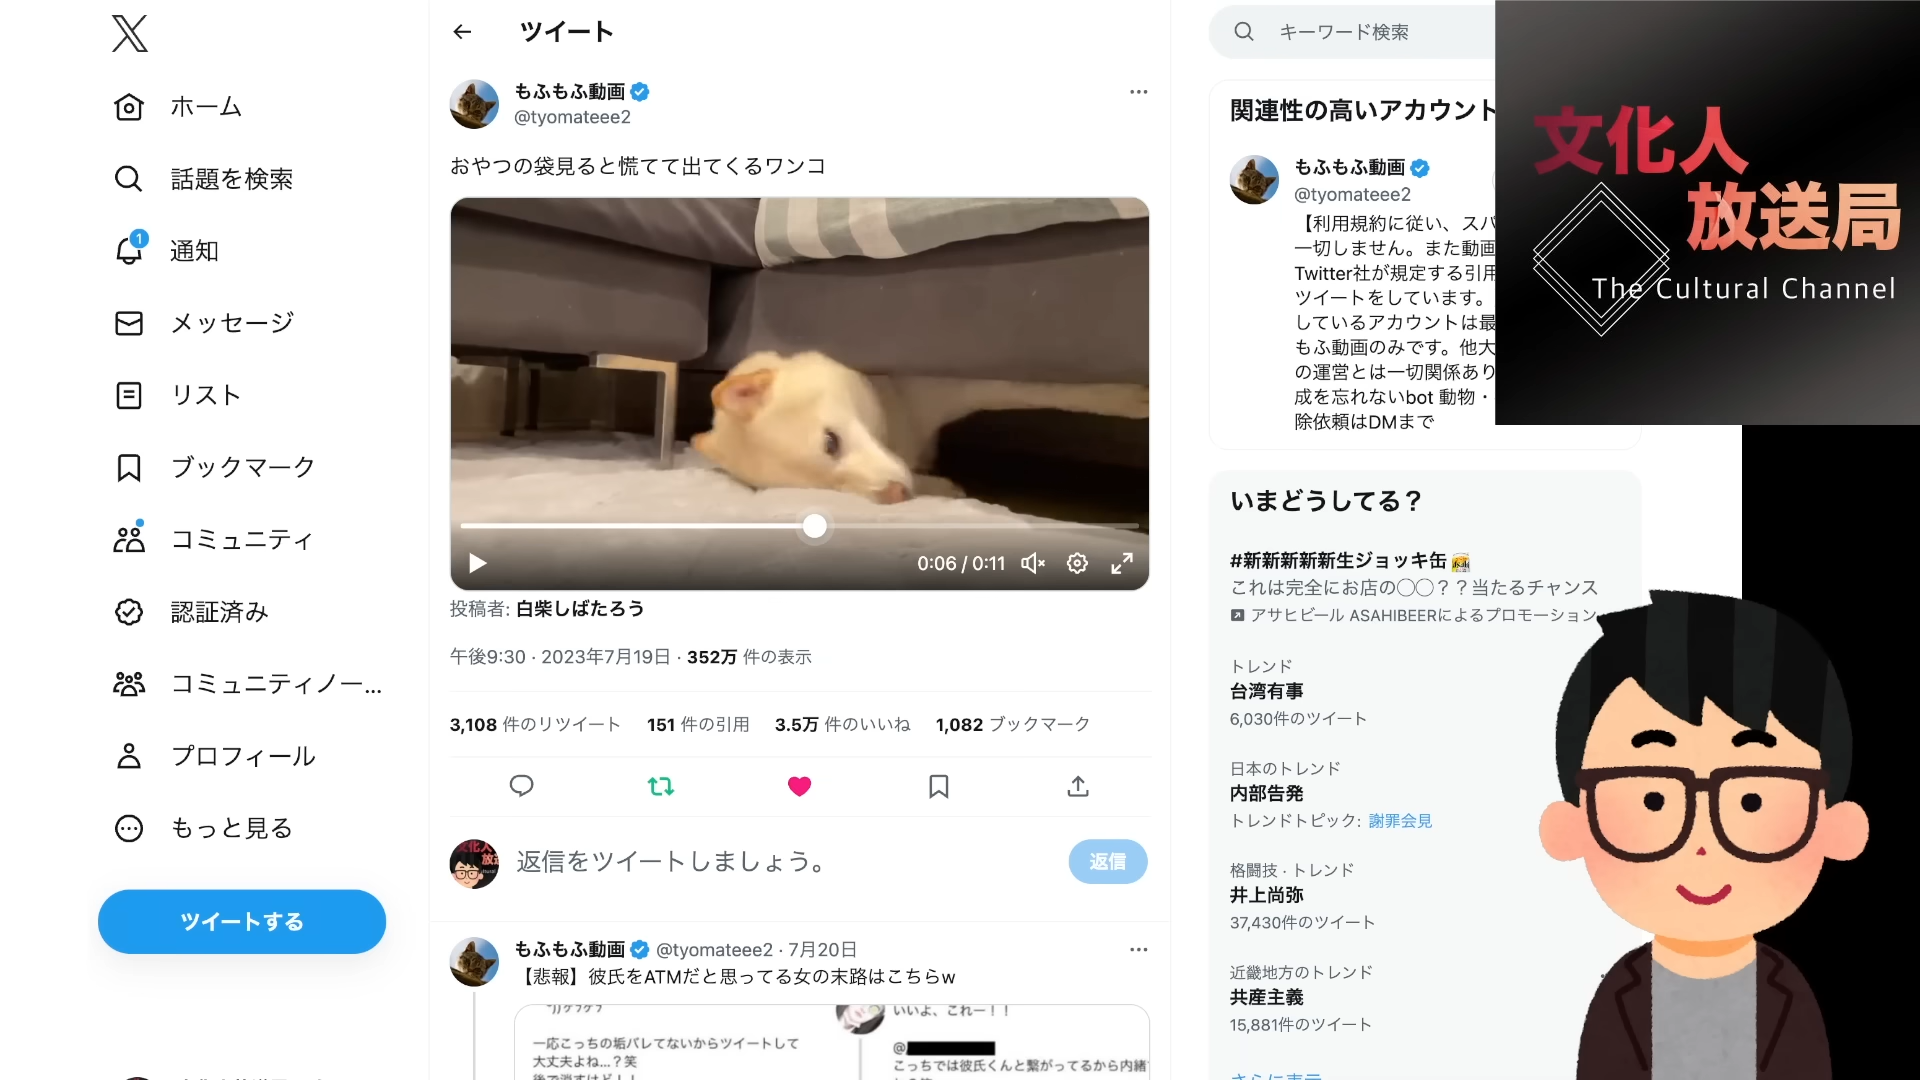 ホーム
話題を検索
1
通知
メッセージ
リスト
ブックマーク
コミュニティ
認証済み
コミュニティノー...
プロフィール
もっと見る
ツイートする
ツイート
もふもふ動画
@tyomateee2
おやつの袋見ると慌てて出てくるワンコ
0:06 / 0:11
投稿者: 白柴しばたろう
午後9:30 · 2023年7月19日 · 352万 件の表示
3,108 件のリツイート 151 件の引用 3.5万 件のいいね 1,082 ブックマーク
返信をツイートしましょう。
返信
もふもふ動画 @tyomateee2 · 7月20日
【悲報】彼氏をATMだと思ってる女の末路はこちらw
一応こっちの垢バレてないからツイートして
大丈夫よね...？笑
いいよ、これー！！
@
こっちでは彼氏くんと繋がってるから内緒
キーワード検索
関連性の高いアカウント
もふもふ動画
@tyomateee2
【利用規約に従い、スパ
一切しません。また動画
Twitter社が規定する引用
ツイートをしています。
しているアカウントは最
もふ動画のみです。他大
の運営とは一切関係あり
成を忘れないbot 動物・
除依頼はDMまで
いまどうしてる？
#新新新新新生ジョッキ缶
これは完全にお店の◯◯？？当たるチャンス
アサヒビール ASAHIBEERによるプロモーション
トレンド
台湾有事
6,030件のツイート
日本のトレンド
内部告発
トレンドトピック: 謝罪会見
格闘技 · トレンド
井上尚弥
37,430件のツイート
近畿地方のトレンド
共産主義
15,881件のツイート
さらに表示
文化人
放送局
The Cultural Channel